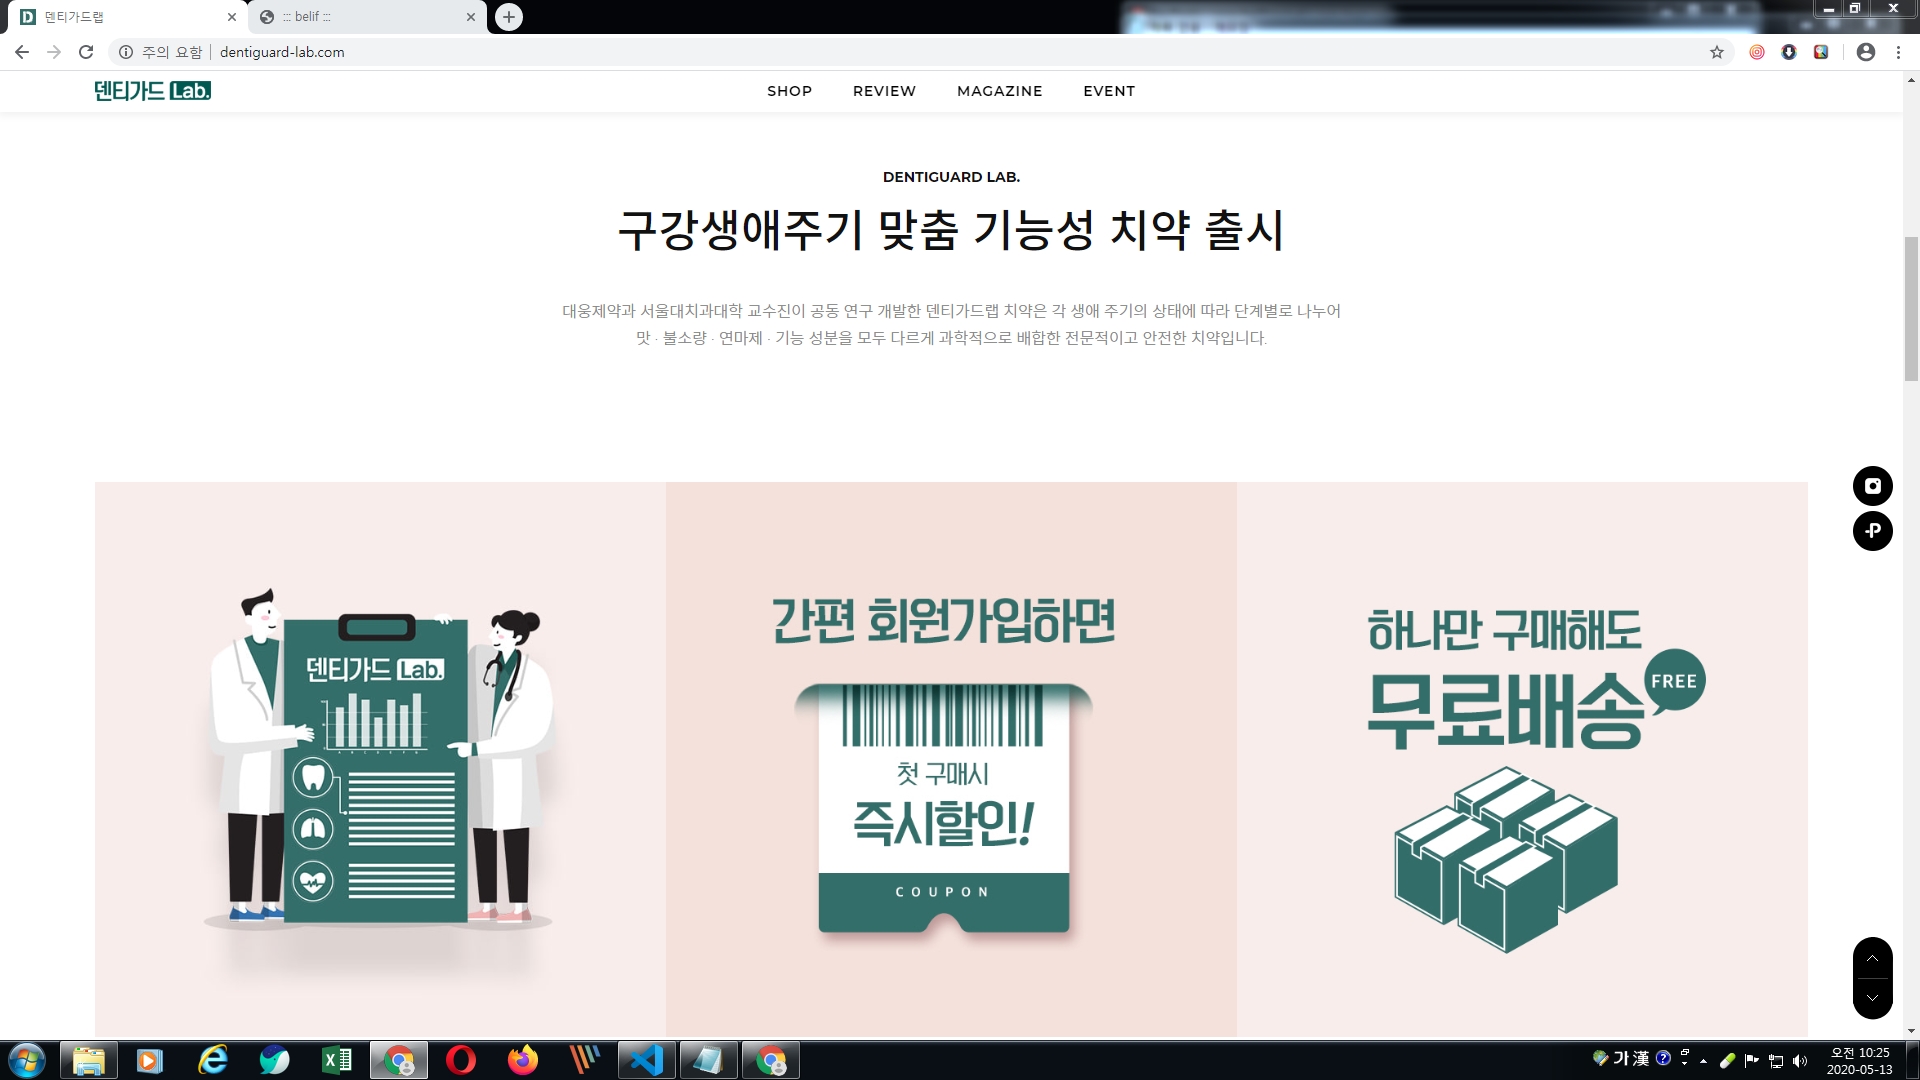 덴티가드랩
::: belif :::
주의 요함
dentiguard-lab.com
덴티가드 Lab.
SHOP
REVIEW
MAGAZINE
EVENT
DENTIGUARD LAB.
구강생애주기 맞춤 기능성 치약 출시
대웅제약과 서울대치과대학 교수진이 공동 연구 개발한 덴티가드랩 치약은 각 생애 주기의 상태에 따라 단계별로 나누어
맛 · 불소량 · 연마제 · 기능 성분을 모두 다르게 과학적으로 배합한 전문적이고 안전한 치약입니다.
덴티가드 Lab.
간편 회원가입하면
첫 구매시
즉시할인!
COUPON
하나만 구매해도
무료배송
FREE
가 漢
오전 10:25
2020-05-13